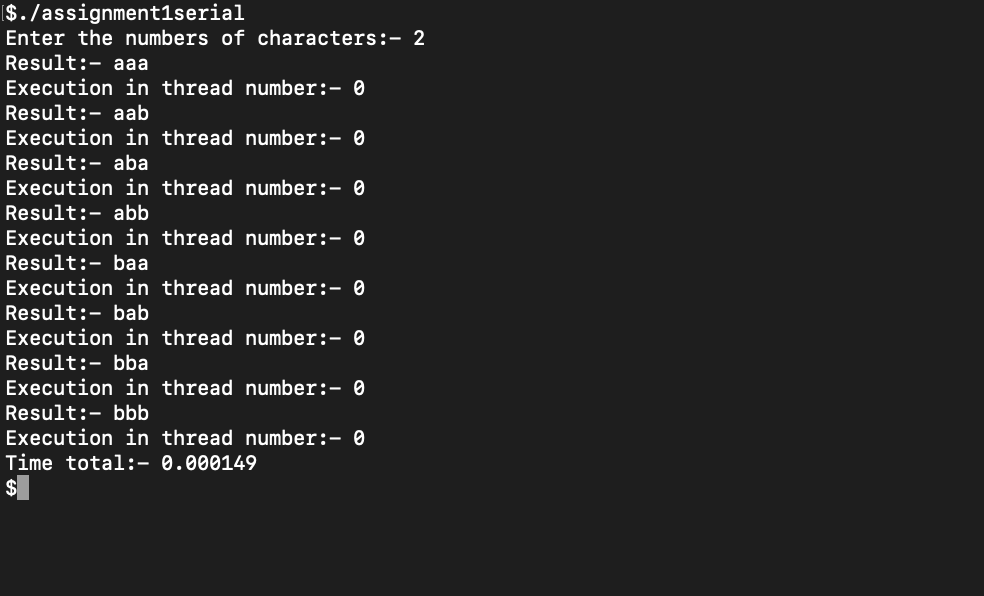 [$./assignment1serial
Enter the numbers of characters:- 2
Result:- aaa
Execution in thread number:- 0
Result:- aab
Execution in thread number:- 0
Result:- aba
Execution in thread number:- 0
Result:- abb
Execution in thread number:- 0
Result:- baa
Execution in thread number:- 0
Result:- bab
Execution in thread number:- 0
Result:- bba
Execution in thread number:- 0
Result:- bbb
Execution in thread number:- 0
Time total:- 0.000149
$